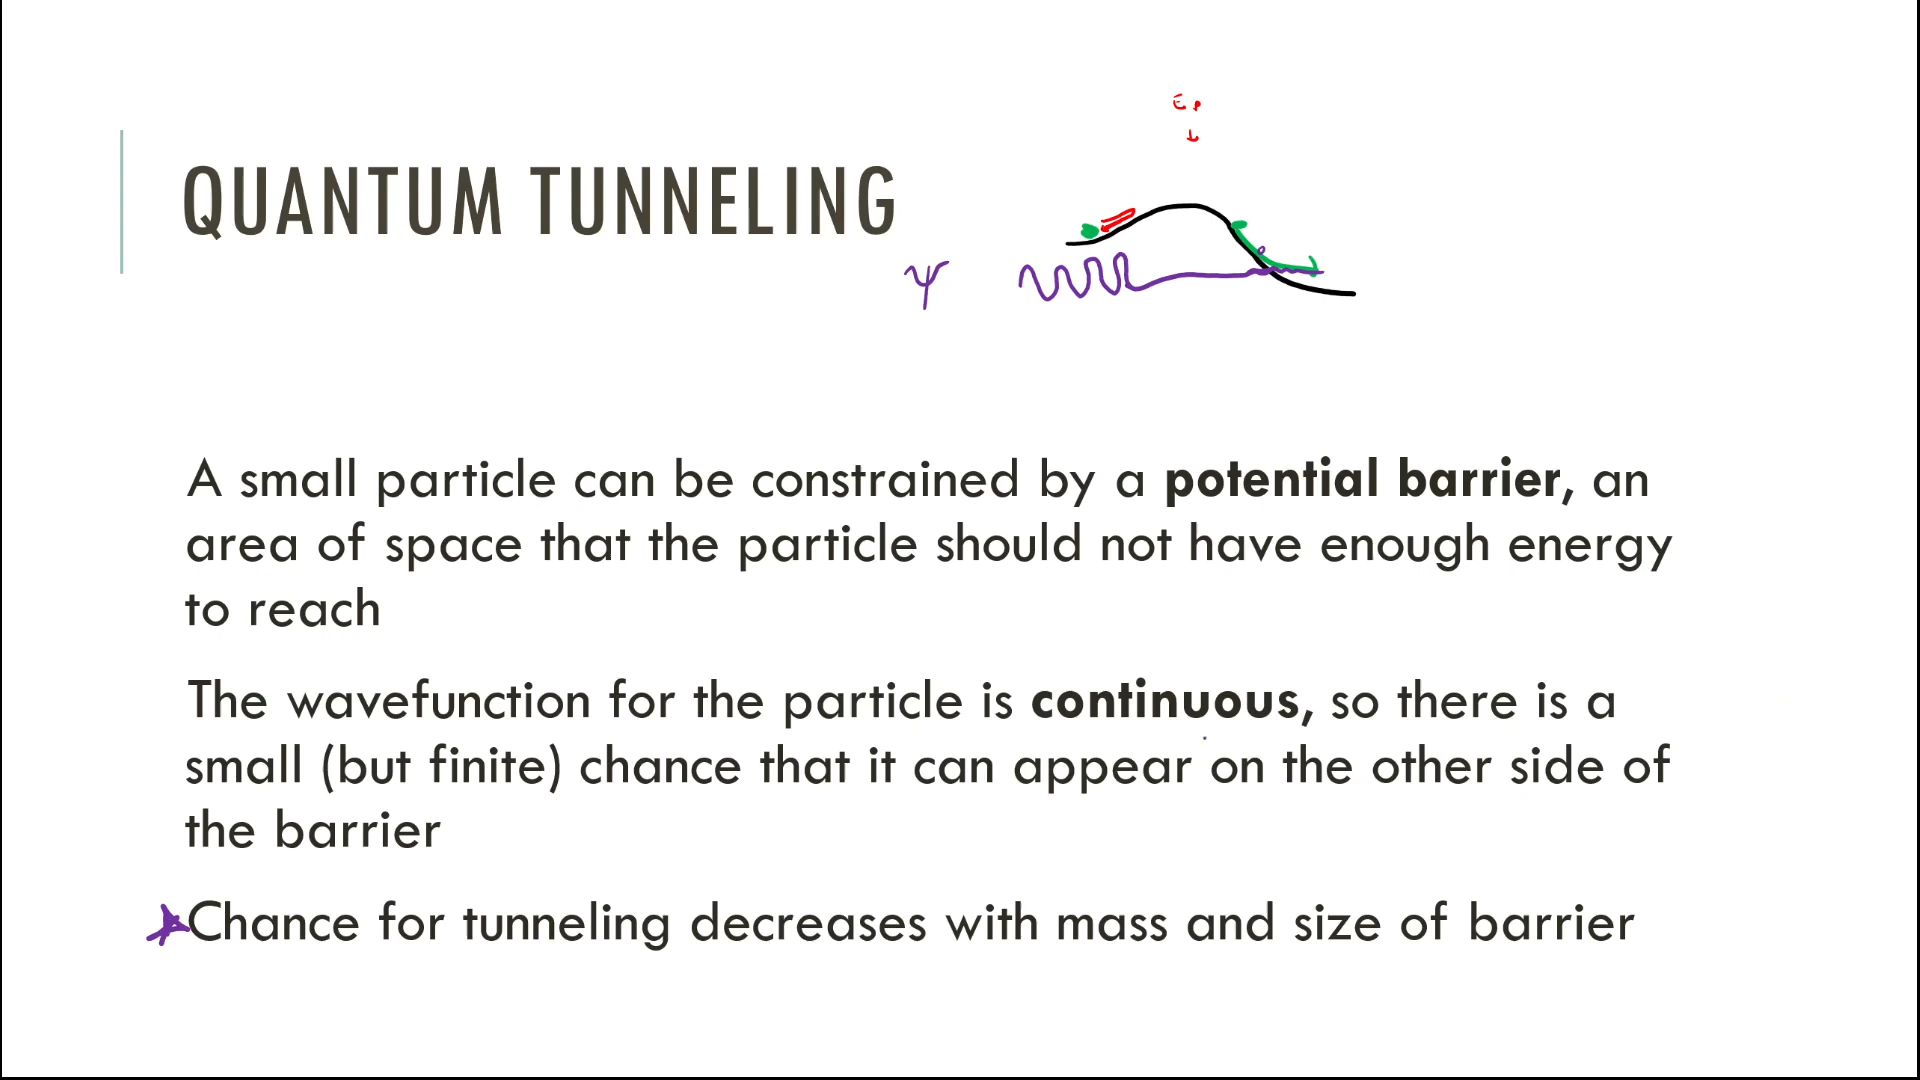 Ep
QUANTUM TUNNELING
Ψ
A small particle can be constrained by a potential barrier, an
area of space that the particle should not have enough energy
to reach
The wavefunction for the particle is continuous, so there is a
small (but finite) chance that it can appear on the other side of
the barrier
Chance for tunneling decreases with mass and size of barrier